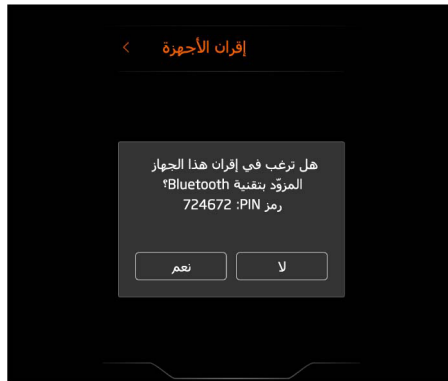 إقران الأجهزة
هل ترغب في إقران هذا الجهاز
المزوّد بتقنية Bluetooth؟
رمز PIN: 724672
لا
نعم